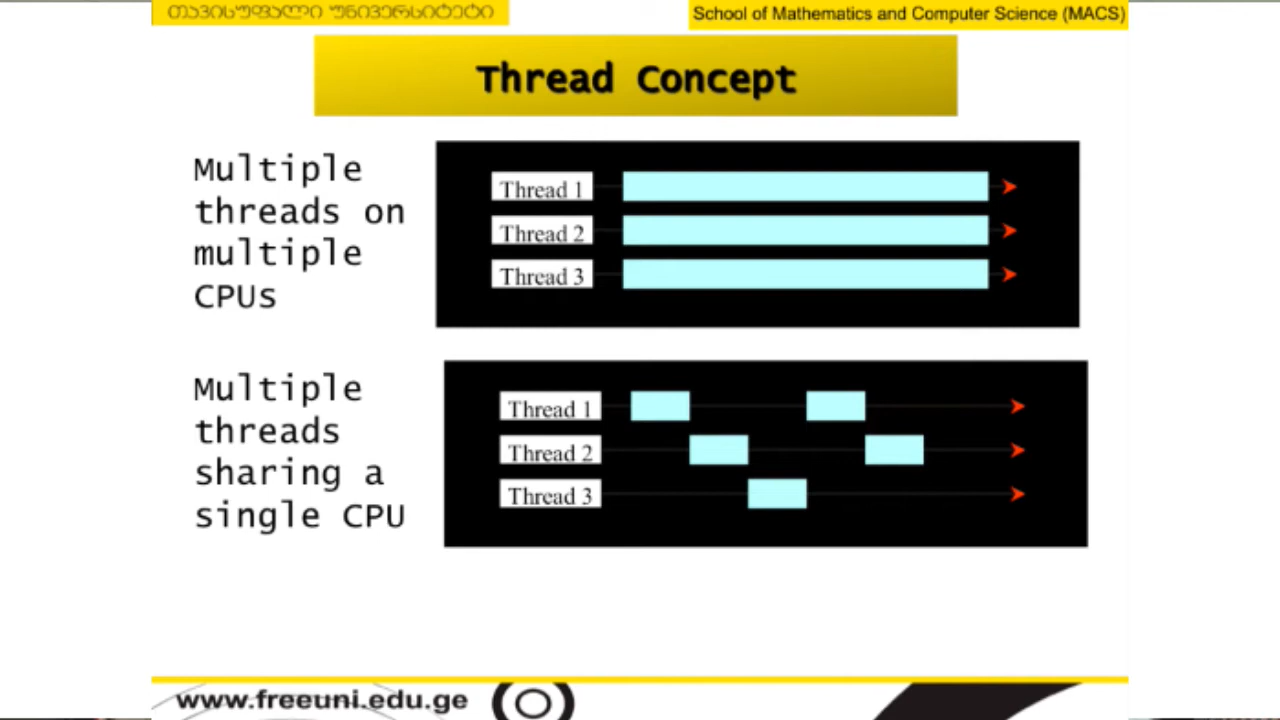 თავისუფალი უნივერსიტეტი
School of Mathematics and Computer Science (MACS)
Thread Concept
Multiple
threads on
multiple
CPUs
Thread 1
Thread 2
Thread 3
Multiple
threads
sharing a
single CPU
Thread 1
Thread 2
Thread 3
www.freeuni.edu.ge